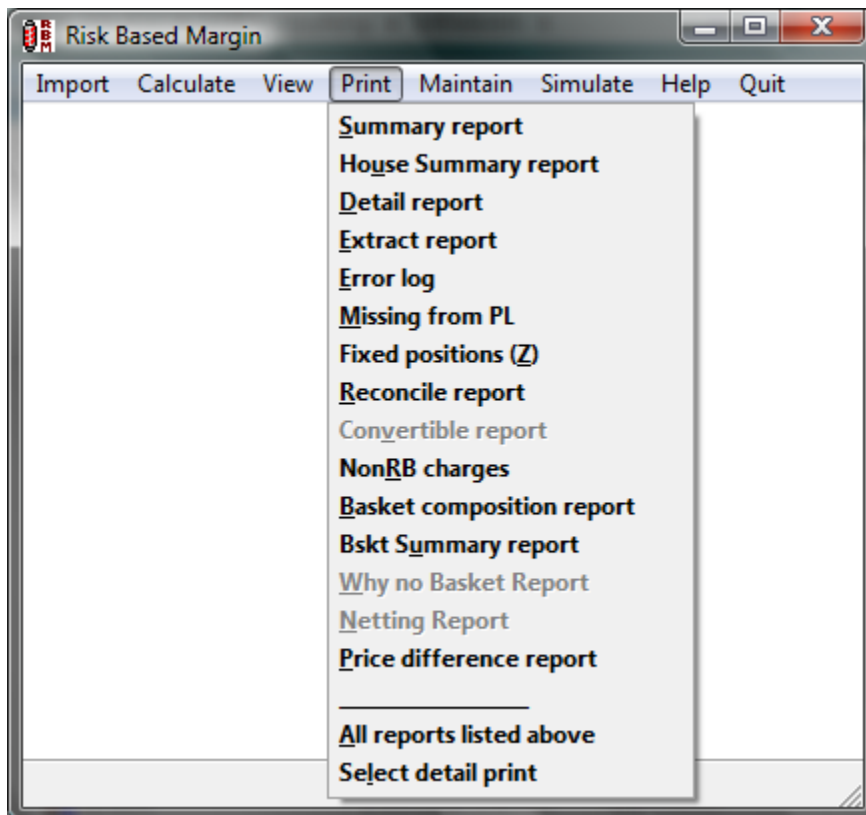 RBM Risk Based Margin
Import Calculate View Print Maintain Simulate Help Quit
Summary report
House Summary report
Detail report
Extract report
Error log
Missing from PL
Fixed positions (Z)
Reconcile report
Convertible report
NonRB charges
Basket composition report
Bskt Summary report
Why no Basket Report
Netting Report
Price difference report
All reports listed above
Select detail print